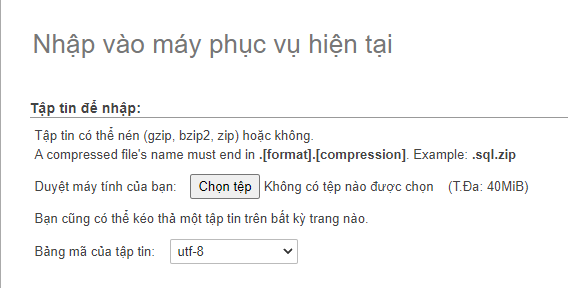 Nhập vào máy phục vụ hiện tại
Tập tin để nhập:
Tập tin có thể nén (gzip, bzip2, zip) hoặc không.
A compressed file's name must end in .[format].[compression]. Example: .sql.zip
Duyệt máy tính của bạn: Chọn tệp Không có tệp nào được chọn (T.Đa: 40MiB)
Bạn cũng có thể kéo thả một tập tin trên bất kỳ trang nào.
Bảng mã của tập tin: utf-8